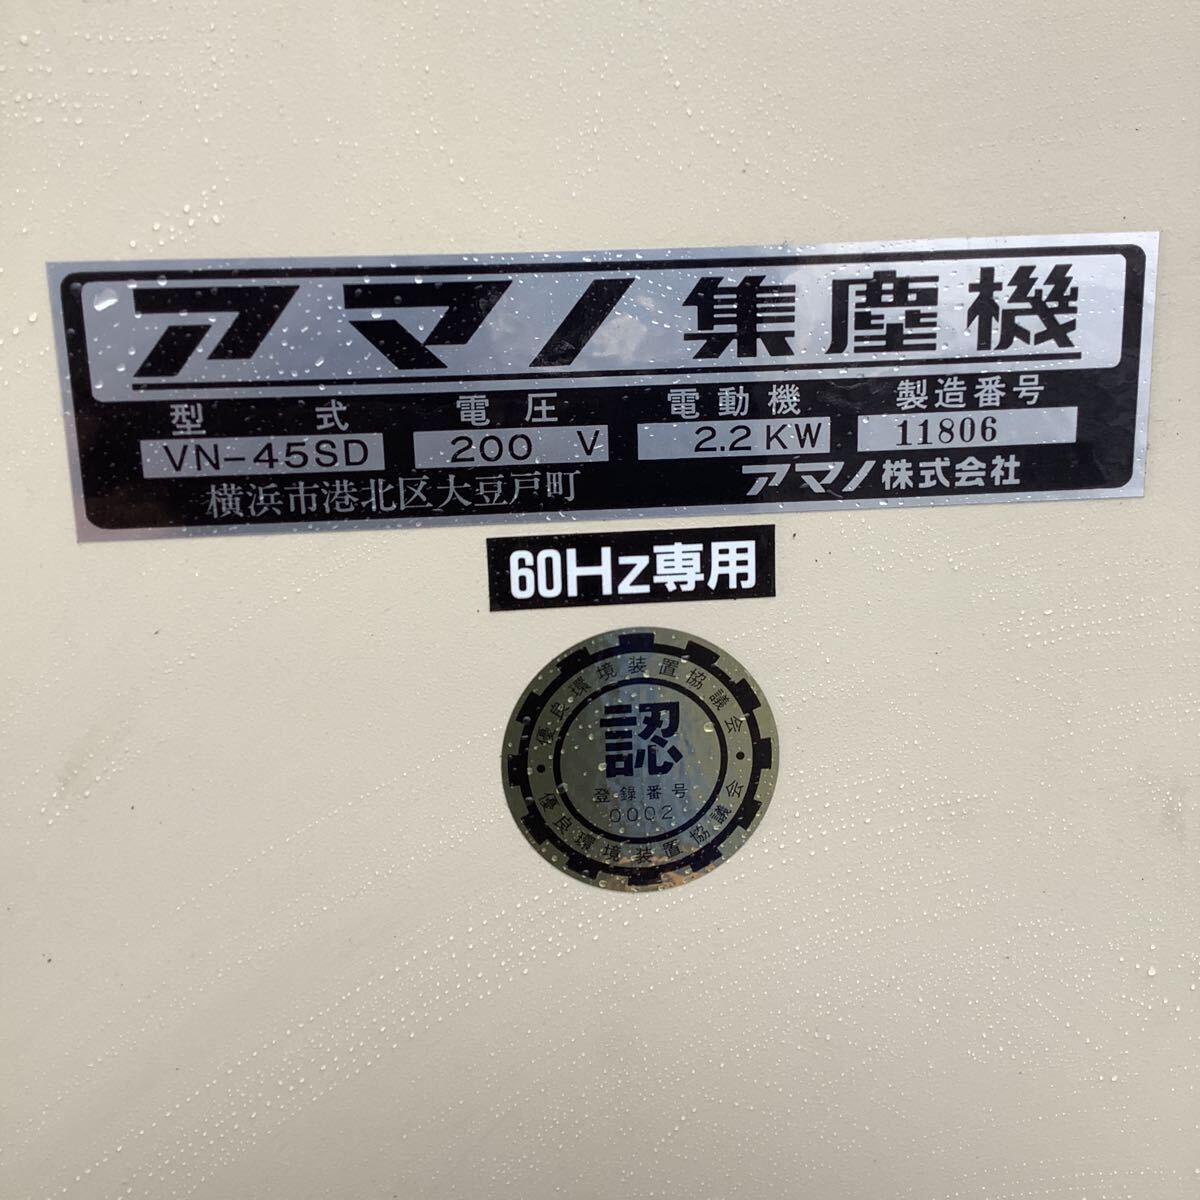 アマノ集塵機
型式 電圧 電動機 製造番号
VN-45SD 200 V 2.2KW 11806
横浜市港北区大豆戸町 アマノ株式会社
60Hz専用
優良環境装置協議会
認
登録番号
0002
優良環境装置協議会